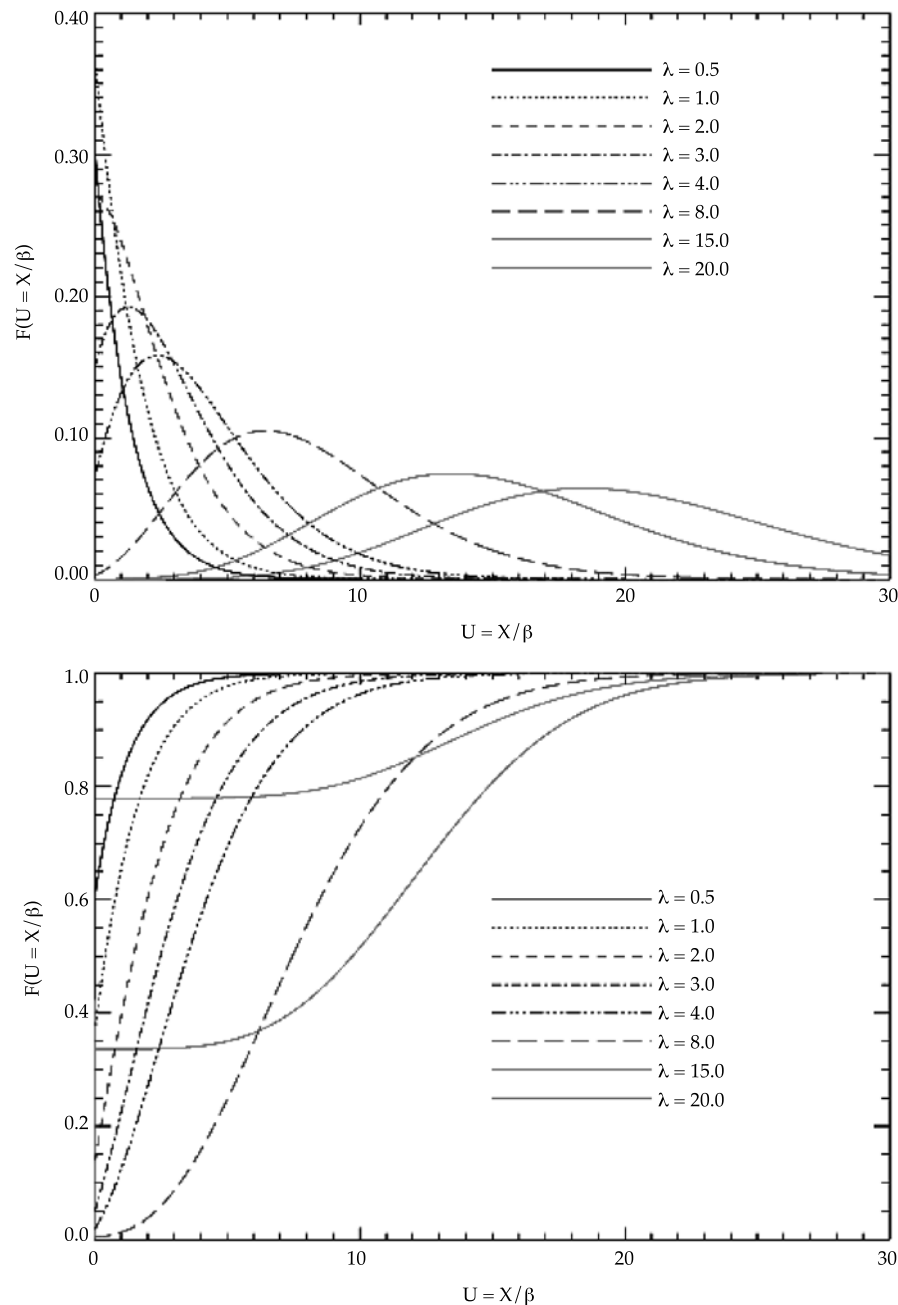 0.40
0.30
0.20
0.10
0.00
F(U = X/β)
λ = 0.5
λ = 1.0
λ = 2.0
λ = 3.0
λ = 4.0
λ = 8.0
λ = 15.0
λ = 20.0
0
10
20
30
U = X/β
1.0
0.8
0.6
0.4
0.2
0.0
F(U = X/β)
λ = 0.5
λ = 1.0
λ = 2.0
λ = 3.0
λ = 4.0
λ = 8.0
λ = 15.0
λ = 20.0
0
10
20
30
U = X/β